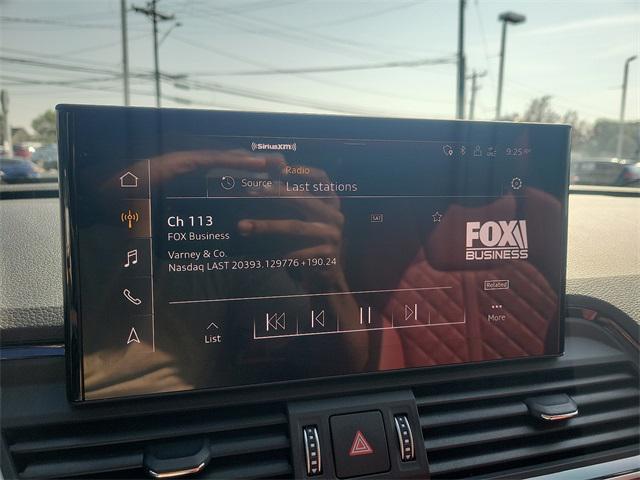 ((SiriusXM))
9:25
Radio
Source
Last stations
Ch 113
SAT
FOX Business
FOX
BUSINESS
Varney & Co.
Nasdaq LAST 20393.129776 +190.24
Related
More
List